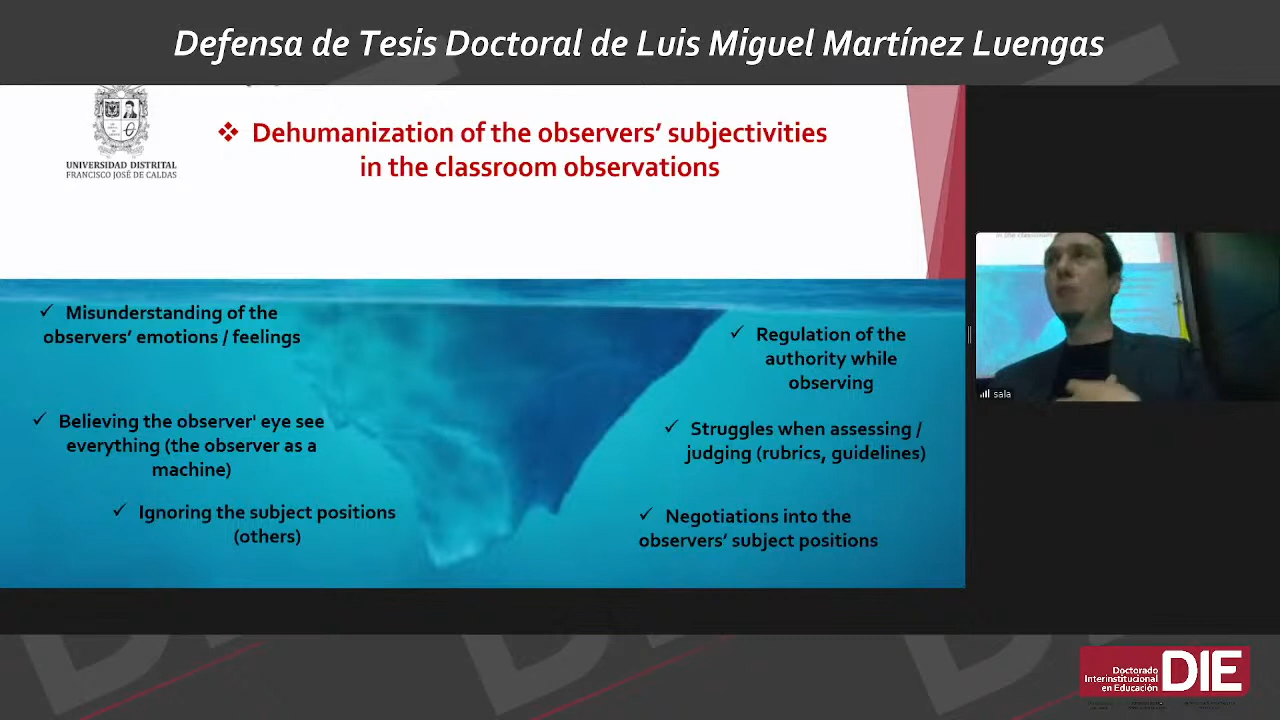 Defensa de Tesis Doctoral de Luis Miguel Martínez Luengas
UNIVERSIDAD DISTRITAL
FRANCISCO JOSÉ DE CALDAS
❖ Dehumanization of the observers’ subjectivities
in the classroom observations
✓ Misunderstanding of the
observers’ emotions / feelings
✓ Believing the observer' eye see
everything (the observer as a
machine)
✓ Ignoring the subject positions
(others)
✓ Regulation of the
authority while
observing
✓ Struggles when assessing /
judging (rubrics, guidelines)
✓ Negotiations into the
observers’ subject positions
sala
Doctorado
Interinstitucional
en Educación
DIE